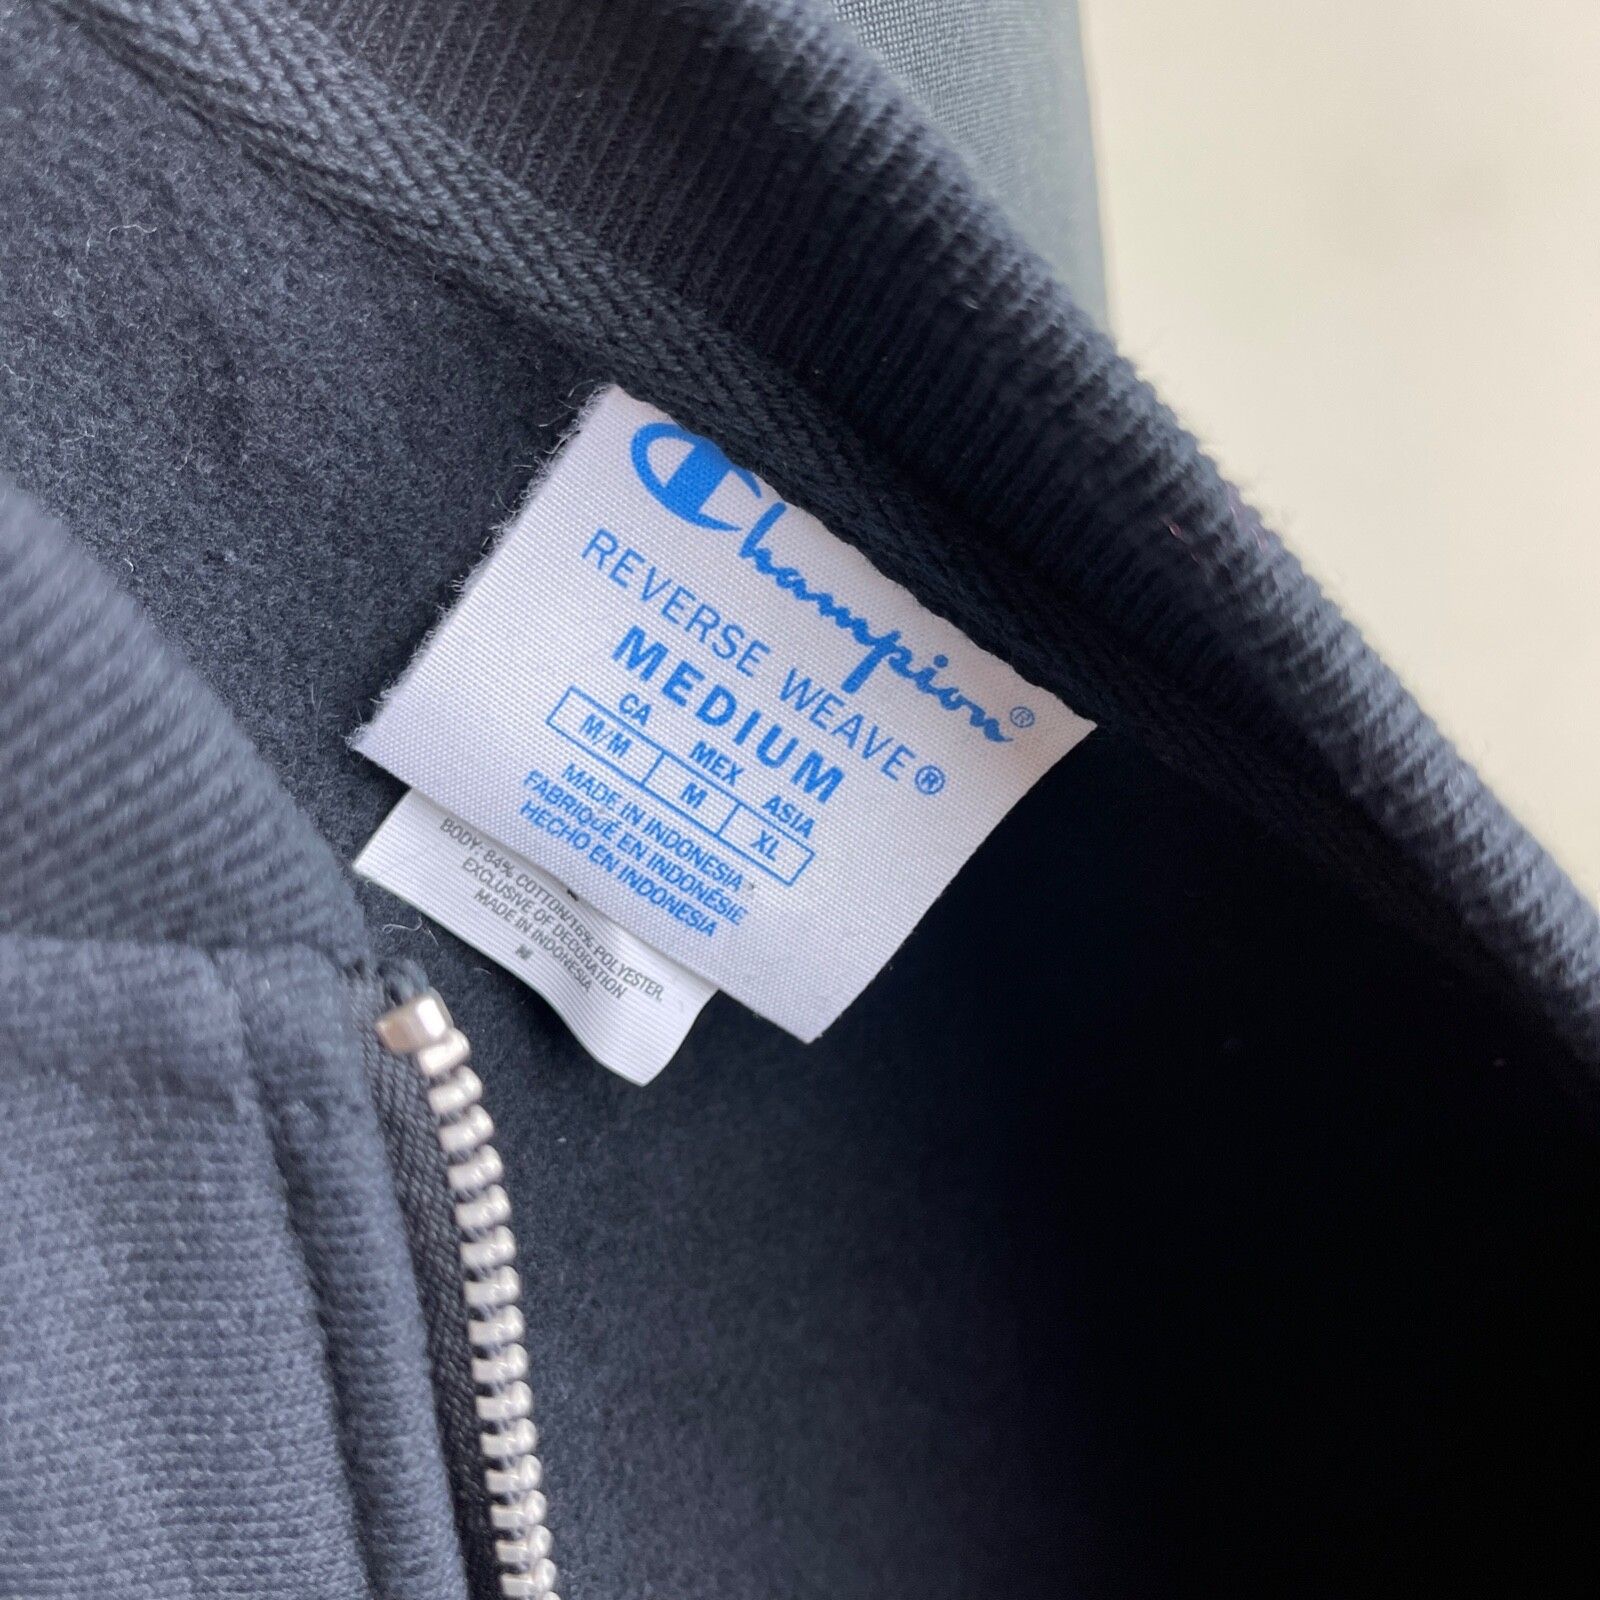 Champion®
REVERSE WEAVE®
MEDIUM
CA MEX ASIA
M/M M XL
MADE IN INDONESIA
FABRIQUÉ EN INDONÉSIE
HECHO EN INDONESIA
BODY: 84% COTTON/16% POLYESTER,
EXCLUSIVE OF DECORATION
MADE IN INDONESIA
M